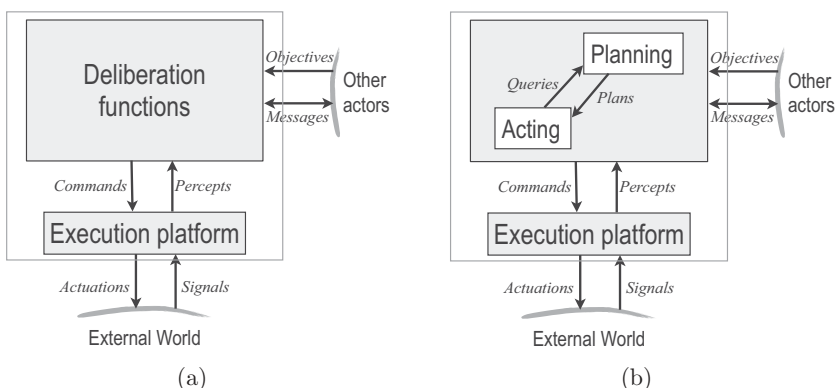 Deliberation
functions
Objectives
Messages
Other
actors
Commands
Percepts
Execution platform
Actuations
Signals
External World
(a)
Planning
Queries
Plans
Acting
Objectives
Messages
Other
actors
Commands
Percepts
Execution platform
Actuations
Signals
External World
(b)